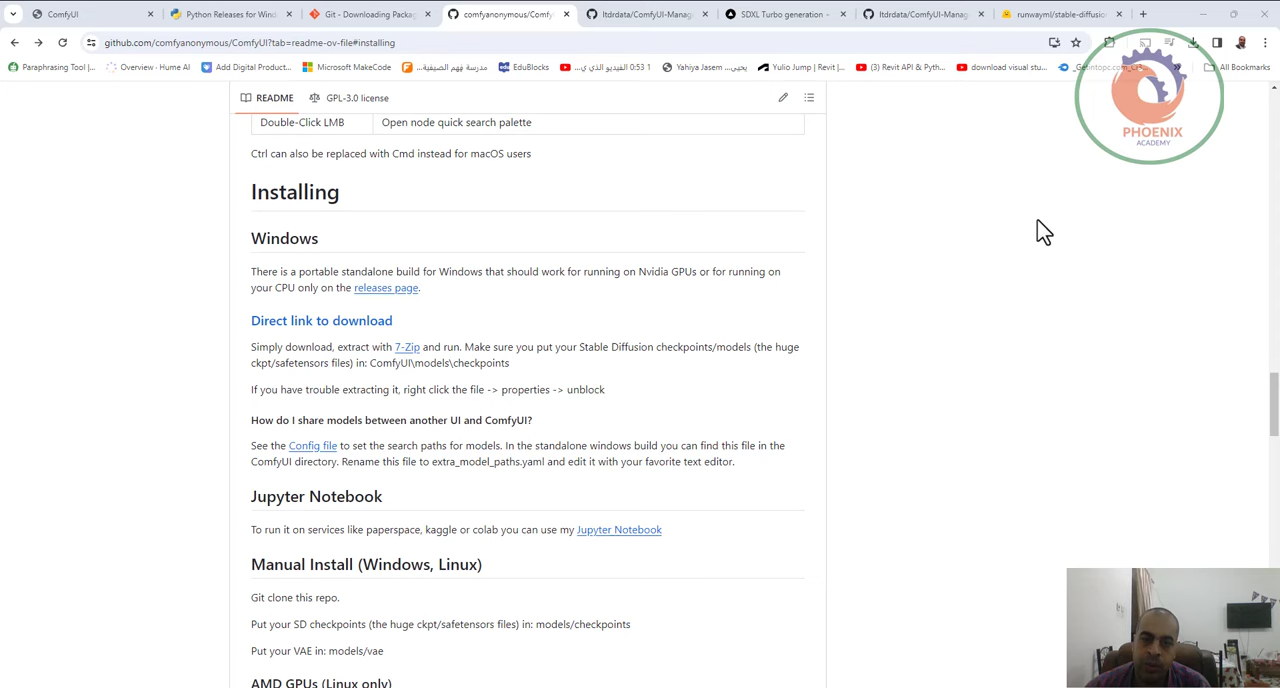 ComfyUI
Python Releases for Wind
Git - Downloading Packag
comfyanonymous/Comfy
ltdrdata/ComfyUI-Manag
SDXL Turbo generation
ltdrdata/ComfyUI-Manag
runwayml/stable-diffusion
github.com/comfyanonymous/ComfyUI?tab=readme-ov-file#installing
Paraphrasing Tool |...
Overview · Hume AI
Add Digital Product...
Microsoft MakeCode
مدرسة فهم الصنيفية...
EduBlocks
0:53 1 الفيديو الذي ي...
Yahiya Jasem يحيى...
Yulio Jump | Revit |...
(3) Revit API & Pyth...
download visual stu...
All Bookmarks
PHOENIX
ACADEMY
README
GPL-3.0 license
Double-Click LMB Open node quick search palette
Ctrl can also be replaced with Cmd instead for macOS users
Installing
Windows
There is a portable standalone build for Windows that should work for running on Nvidia GPUs or for running on
your CPU only on the releases page.
Direct link to download
Simply download, extract with 7-Zip and run. Make sure you put your Stable Diffusion checkpoints/models (the huge
ckpt/safetensors files) in: ComfyUI\models\checkpoints
If you have trouble extracting it, right click the file -> properties -> unblock
How do I share models between another UI and ComfyUI?
See the Config file to set the search paths for models. In the standalone windows build you can find this file in the
ComfyUI directory. Rename this file to extra_model_paths.yaml and edit it with your favorite text editor.
Jupyter Notebook
To run it on services like paperspace, kaggle or colab you can use my Jupyter Notebook
Manual Install (Windows, Linux)
Git clone this repo.
Put your SD checkpoints (the huge ckpt/safetensors files) in: models/checkpoints
Put your VAE in: models/vae
AMD GPUs (Linux only)